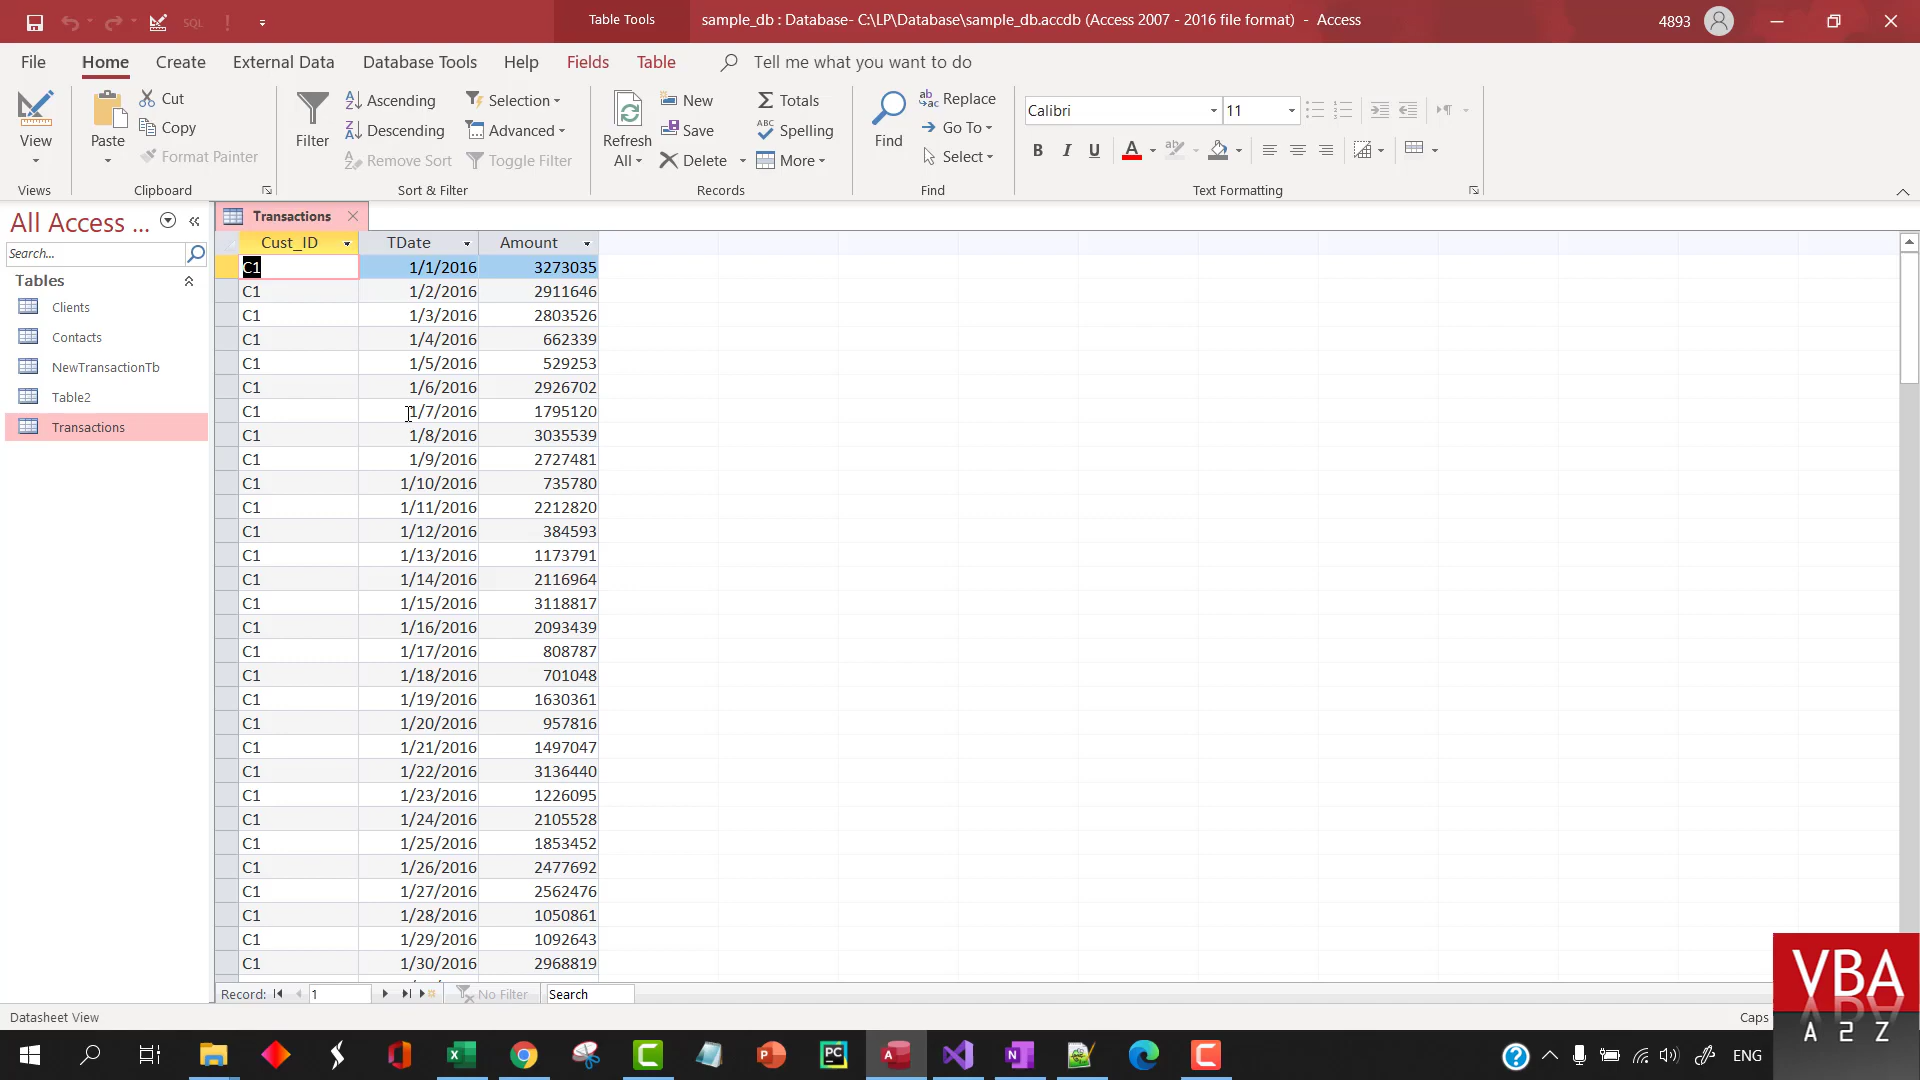 SQL
Table Tools
sample_db : Database- C:\LP\Database\sample_db.accdb (Access 2007 - 2016 file format) - Access
4893
File Home Create External Data Database Tools Help Fields Table Tell me what you want to do
View
Views
Paste
Cut
Copy
Format Painter
Clipboard
Filter
Ascending
Descending
Remove Sort
Selection
Advanced
Toggle Filter
Sort & Filter
Refresh
All
New
Save
Delete
Totals
Spelling
More
Records
Find
Replace
Go To
Select
Find
Calibri 11
B I U A
Text Formatting
All Access ...
Search...
Tables
Clients
Contacts
NewTransactionTb
Table2
Transactions
Transactions
Cust_ID TDate Amount
C1 1/1/2016 3273035
C1 1/2/2016 2911646
C1 1/3/2016 2803526
C1 1/4/2016 662339
C1 1/5/2016 529253
C1 1/6/2016 2926702
C1 1/7/2016 1795120
C1 1/8/2016 3035539
C1 1/9/2016 2727481
C1 1/10/2016 735780
C1 1/11/2016 2212820
C1 1/12/2016 384593
C1 1/13/2016 1173791
C1 1/14/2016 2116964
C1 1/15/2016 3118817
C1 1/16/2016 2093439
C1 1/17/2016 808787
C1 1/18/2016 701048
C1 1/19/2016 1630361
C1 1/20/2016 957816
C1 1/21/2016 1497047
C1 1/22/2016 3136440
C1 1/23/2016 1226095
C1 1/24/2016 2105528
C1 1/25/2016 1853452
C1 1/26/2016 2477692
C1 1/27/2016 2562476
C1 1/28/2016 1050861
C1 1/29/2016 1092643
C1 1/30/2016 2968819
Record: 1 No Filter Search
Datasheet View
Caps
VBA
A 2 Z
ENG